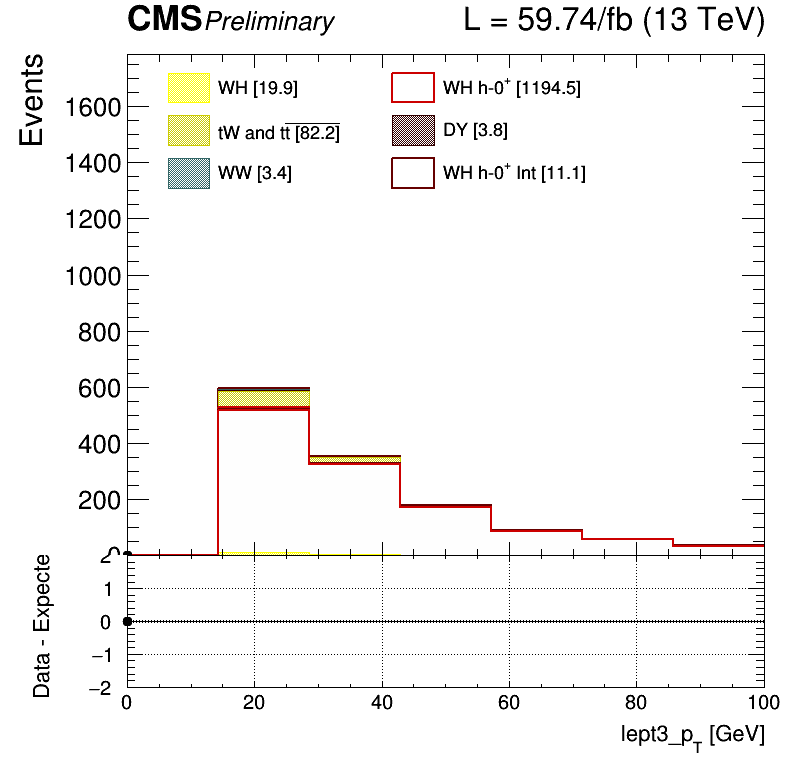 CMS Preliminary L = 59.74/fb (13 TeV)
Events
WH [19.9]
WH h-0+ [1194.5]
tW and tt̅ [82.2]
DY [3.8]
WW [3.4]
WH h-0+ Int [11.1]
1600
1400
1200
1000
800
600
400
200
Data - Expecte
2
1
0
−1
−2
0 20 40 60 80 100
lept3_pT [GeV]